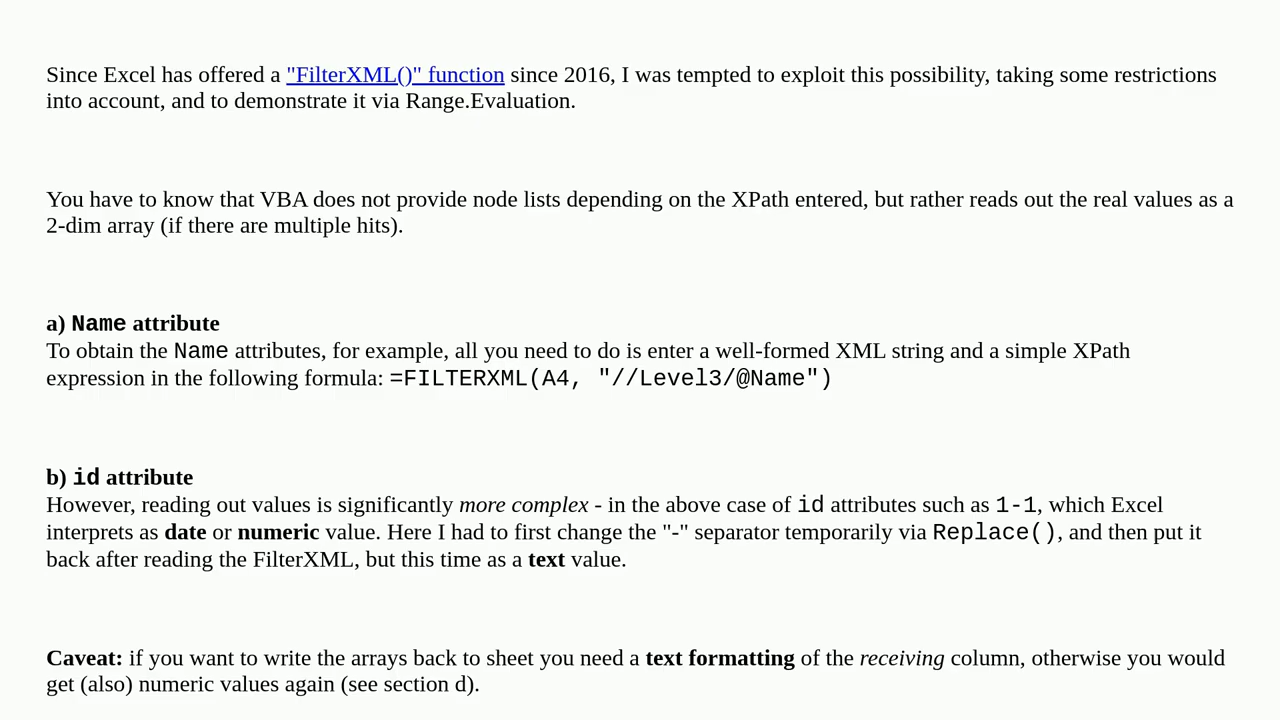 Since Excel has offered a "FilterXML()" function since 2016, I was tempted to exploit this possibility, taking some restrictions
into account, and to demonstrate it via Range.Evaluation.
You have to know that VBA does not provide node lists depending on the XPath entered, but rather reads out the real values as a
2-dim array (if there are multiple hits).
a) Name attribute
To obtain the Name attributes, for example, all you need to do is enter a well-formed XML string and a simple XPath
expression in the following formula: =FILTERXML(A4, "//Level3/@Name")
b) id attribute
However, reading out values is significantly more complex - in the above case of id attributes such as 1-1, which Excel
interprets as date or numeric value. Here I had to first change the "-" separator temporarily via Replace(), and then put it
back after reading the FilterXML, but this time as a text value.
Caveat: if you want to write the arrays back to sheet you need a text formatting of the receiving column, otherwise you would
get (also) numeric values again (see section d).